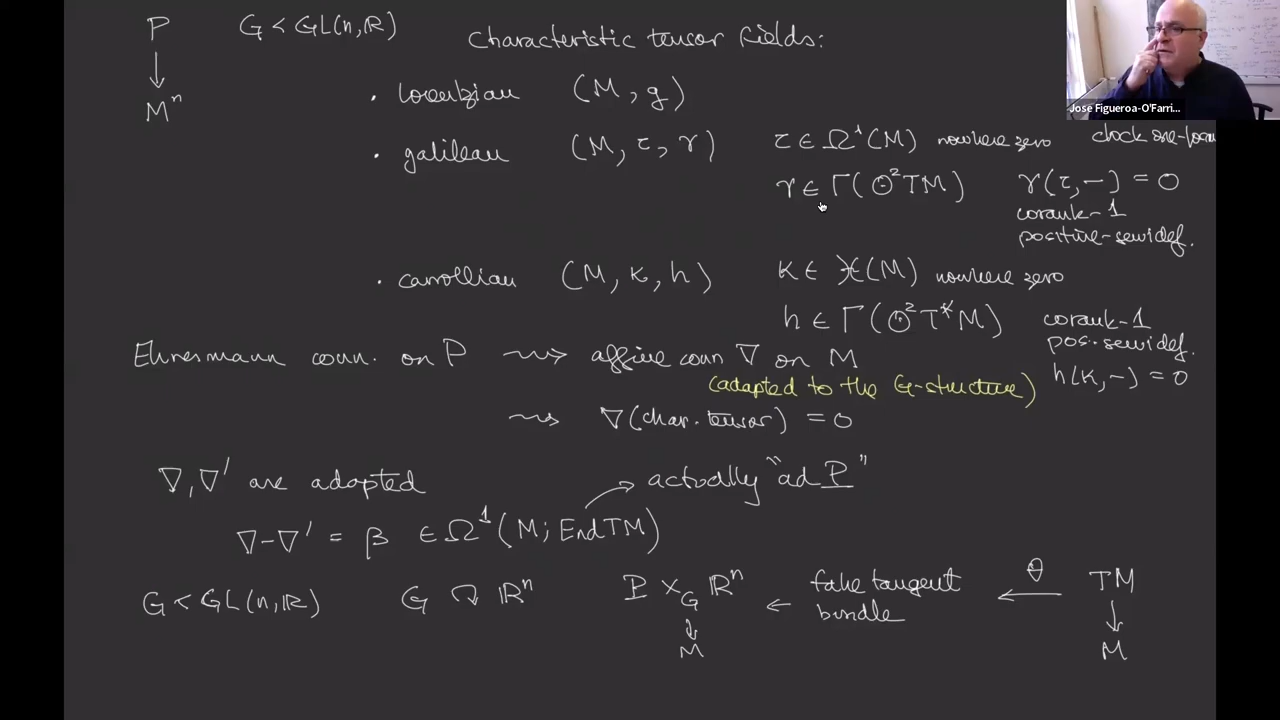 P G < GL(n,ℝ) Characteristic tensor fields:
↓
Mⁿ
· lorentzian (M, g)
· galilean (M, τ, γ) τ ∈ Ω¹(M) nowhere zero clock one-form
γ ∈ Γ(⊙²TM) γ(τ,−) = 0
corank-1
positive-semidef.
· carrollian (M, κ, h) κ ∈ 𝔛(M) nowhere zero
h ∈ Γ(⊙²T*M) corank-1
pos. semidef.
h(κ,−) = 0
Ehresmann conn. on P ⇝ affine conn ∇ on M
(adapted to the G-structure)
⇝ ∇(char. tensor) = 0
∇, ∇' are adapted
→ actually "ad P"
∇−∇' = β ∈ Ω¹(M; End TM)
G < GL(n,ℝ) G ↷ ℝⁿ P ×_G ℝⁿ ← fake tangent bundle ←θ TM
↓ ↓
M M
Jose Figueroa-O'Farri...